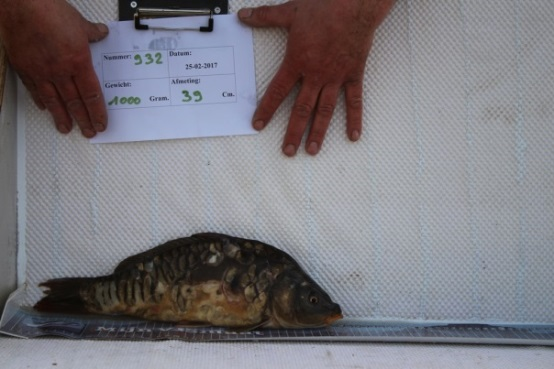 Nummer: 932 Datum:
25-02-2017
Gewicht: Afmeting:
1000 Gram. 39 Cm.